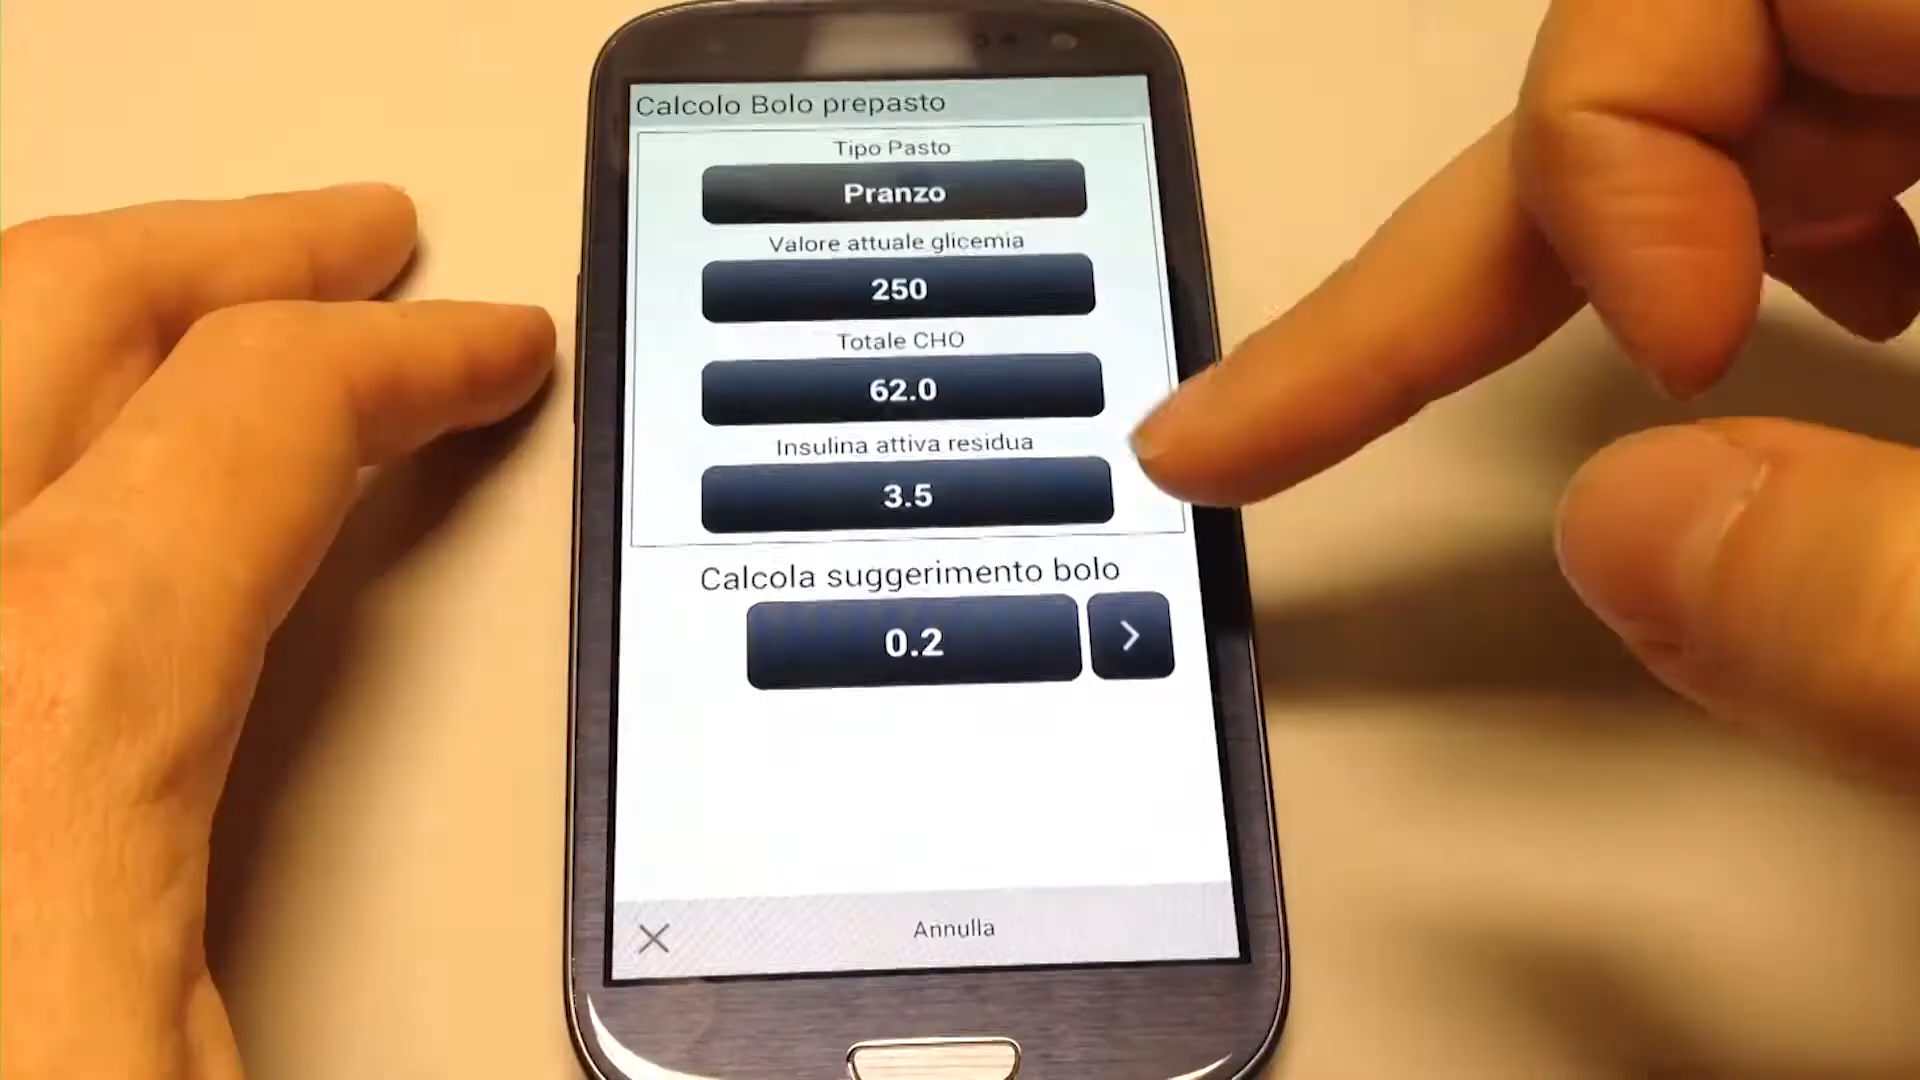 Calcolo Bolo prepasto
Tipo Pasto
Pranzo
Valore attuale glicemia
250
Totale CHO
62.0
Insulina attiva residua
3.5
Calcola suggerimento bolo
0.2
Annulla